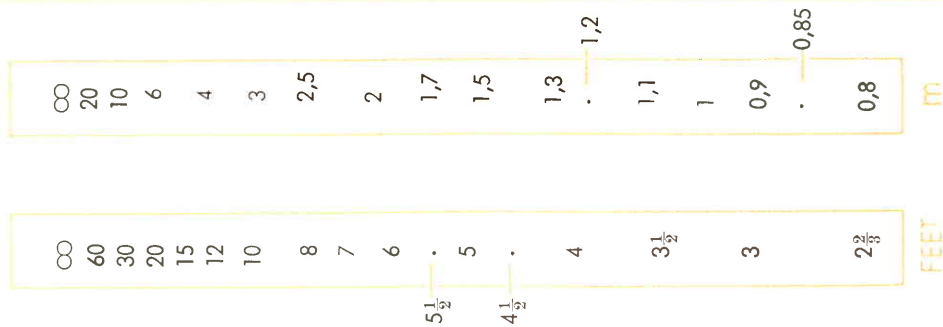 4½ 5½
FEET 2⅔ 3 3½ 4 · 5 · 6 7 8 10 12 15 20 30 60 ∞
m 0,8 · 0,9 1 1,1 · 1,3 1,5 1,7 2 2,5 3 4 6 10 20 ∞
0,85 1,2